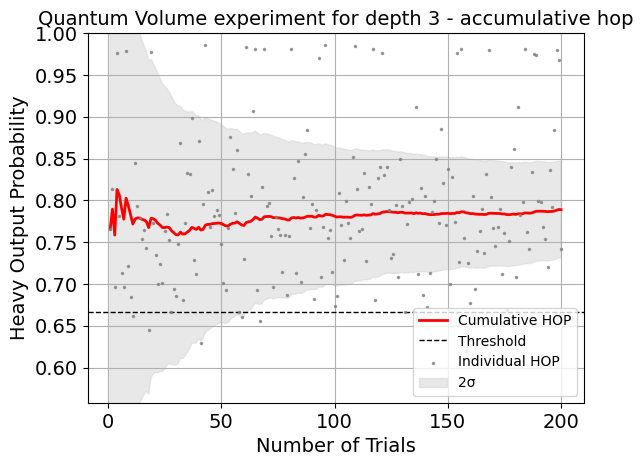 Quantum Volume experiment for depth 3 - accumulative hop
Heavy Output Probability
1.00
0.95
0.90
0.85
0.80
0.75
0.70
0.65
0.60
Cumulative HOP
Threshold
Individual HOP
2σ
0 50 100 150 200
Number of Trials